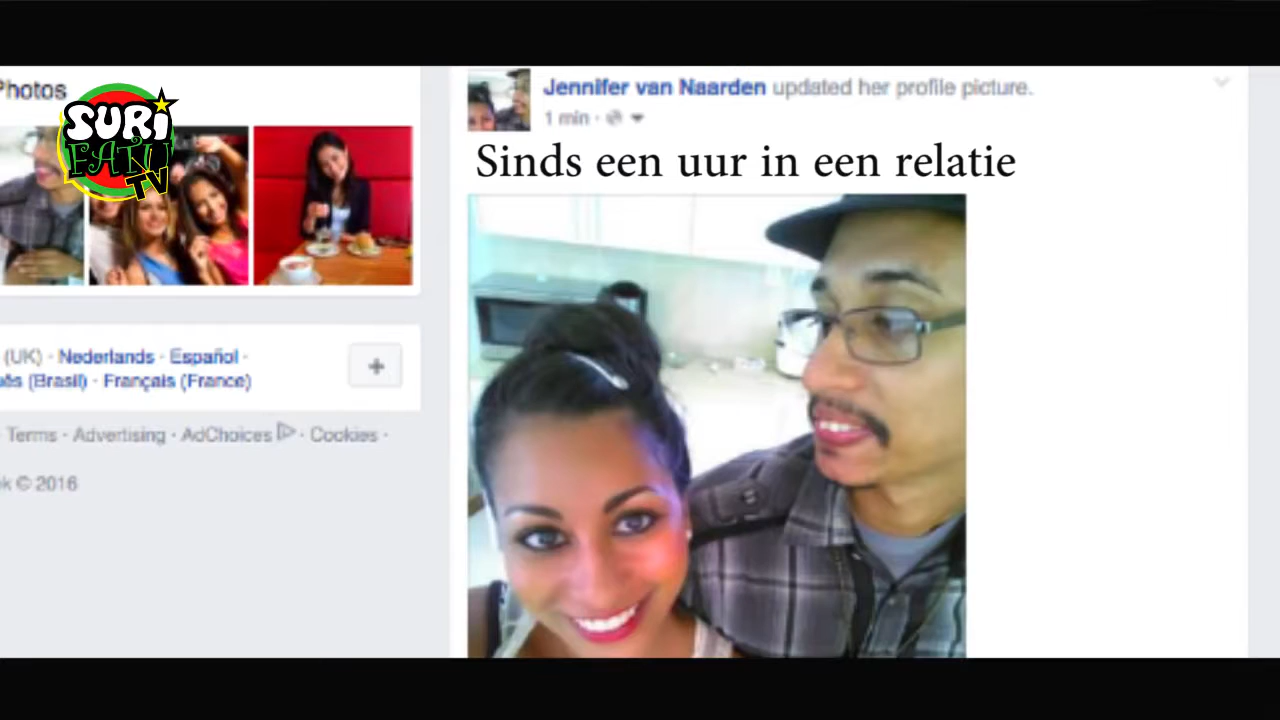 Photos
SURi
FATU
TV
Jennifer van Naarden updated her profile picture.
1 min ·
Sinds een uur in een relatie
(UK) · Nederlands · Español ·
ês (Brasil) · Français (France)
+
· Terms · Advertising · AdChoices · Cookies ·
k © 2016